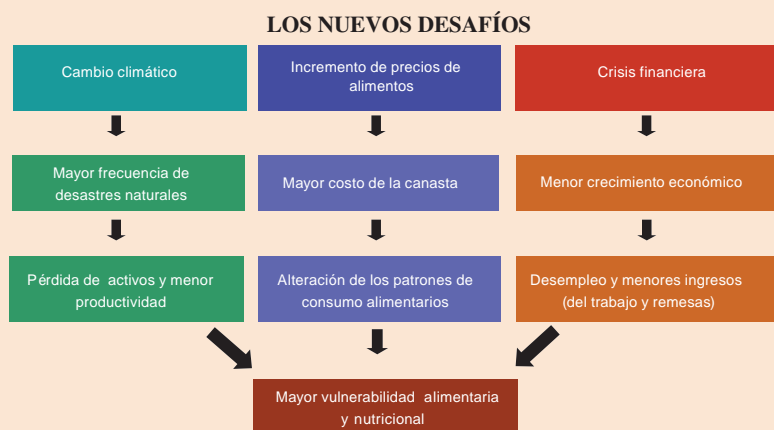 LOS NUEVOS DESAFÍOS
Cambio climático
Incremento de precios de
alimentos
Crisis financiera
Mayor frecuencia de
desastres naturales
Mayor costo de la canasta
Menor crecimiento económico
Pérdida de activos y menor
productividad
Alteración de los patrones de
consumo alimentarios
Desempleo y menores ingresos
(del trabajo y remesas)
Mayor vulnerabilidad alimentaria
y nutricional